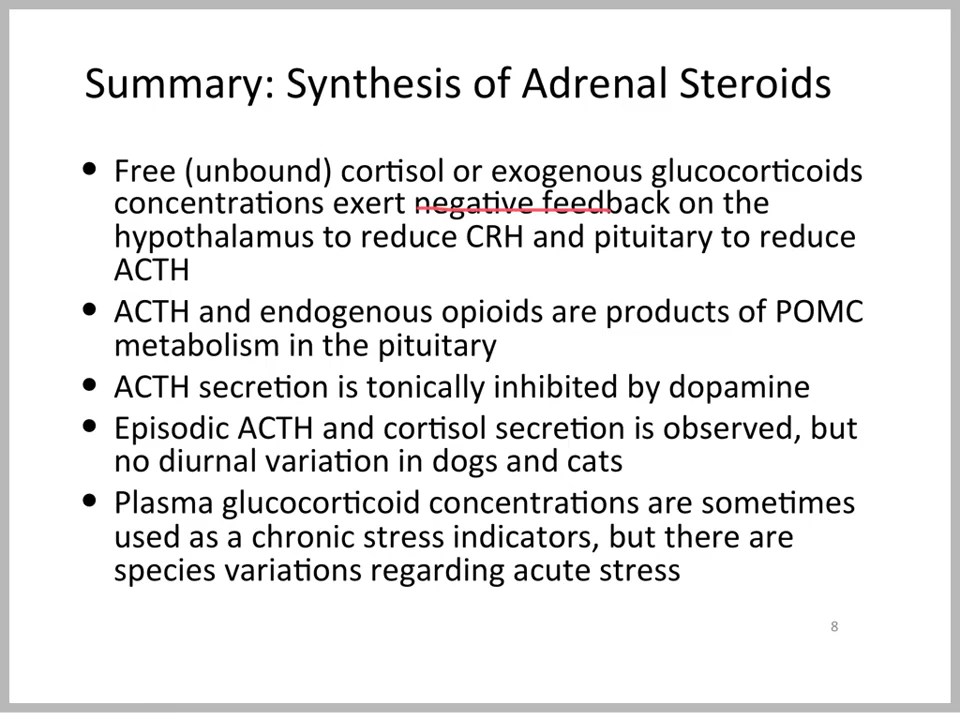 Summary: Synthesis of Adrenal Steroids
• Free (unbound) cortisol or exogenous glucocorticoids
concentrations exert negative feedback on the
hypothalamus to reduce CRH and pituitary to reduce
ACTH
• ACTH and endogenous opioids are products of POMC
metabolism in the pituitary
• ACTH secretion is tonically inhibited by dopamine
• Episodic ACTH and cortisol secretion is observed, but
no diurnal variation in dogs and cats
• Plasma glucocorticoid concentrations are sometimes
used as a chronic stress indicators, but there are
species variations regarding acute stress
8